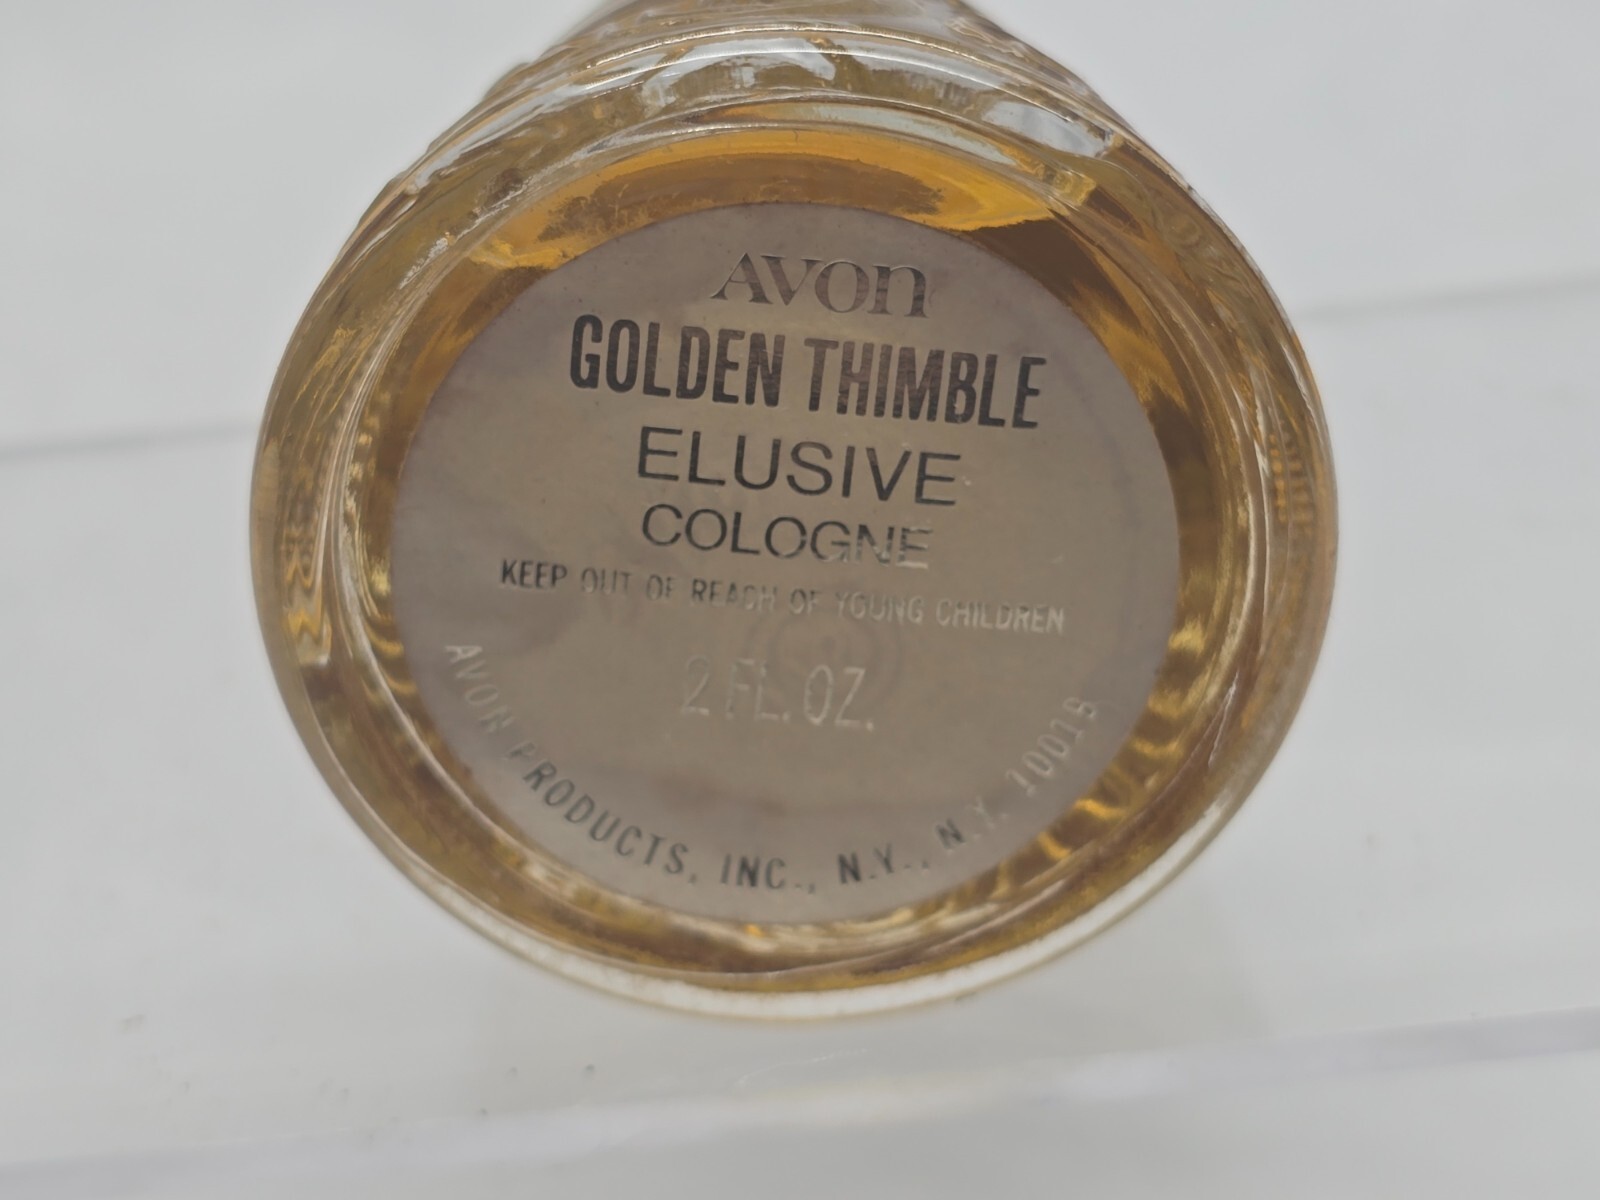 AVON
GOLDEN THIMBLE
ELUSIVE
COLOGNE
KEEP OUT OF REACH OF YOUNG CHILDREN
2 FL. OZ.
AVON PRODUCTS, INC., N.Y., N.Y. 10019